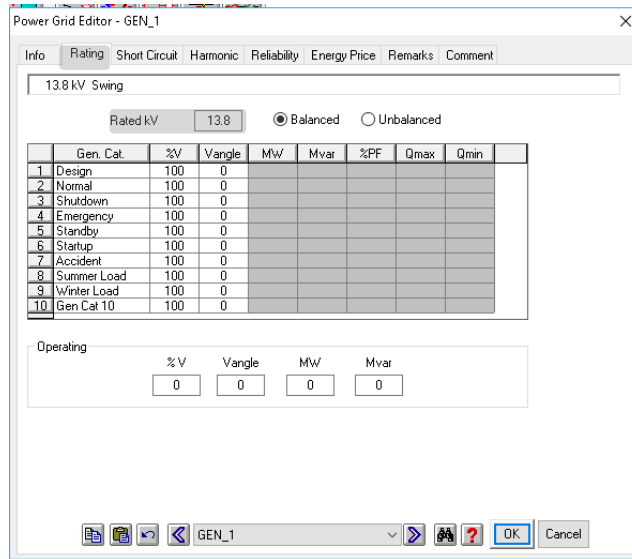 Power Grid Editor - GEN_1
Info Rating Short Circuit Harmonic Reliability Energy Price Remarks Comment
13.8 kV Swing
Rated kV 13.8 Balanced Unbalanced
Gen. Cat. %V Vangle MW Mvar %PF Qmax Qmin
1 Design 100 0
2 Normal 100 0
3 Shutdown 100 0
4 Emergency 100 0
5 Standby 100 0
6 Startup 100 0
7 Accident 100 0
8 Summer Load 100 0
9 Winter Load 100 0
10 Gen Cat 10 100 0
Operating
%V Vangle MW Mvar
0 0 0 0
GEN_1 ? OK Cancel